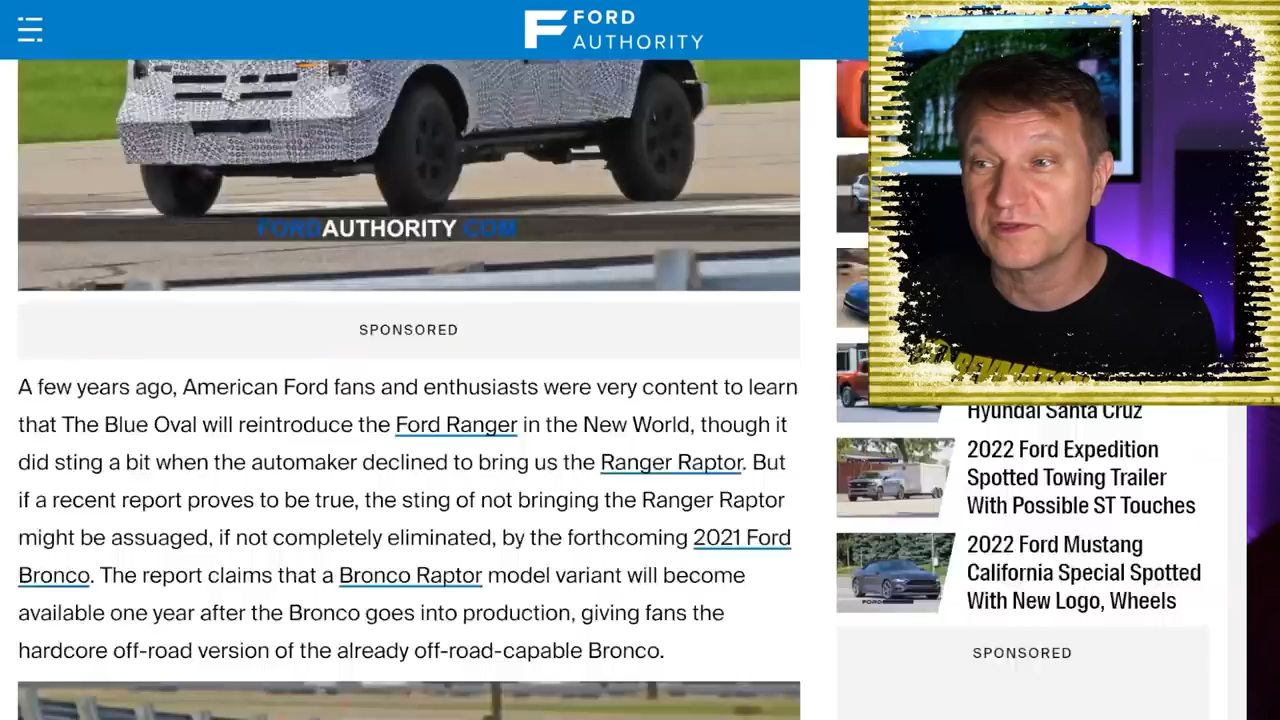 FORD
AUTHORITY
FORDAUTHORITY.COM
SPONSORED
A few years ago, American Ford fans and enthusiasts were very content to learn
that The Blue Oval will reintroduce the Ford Ranger in the New World, though it
did sting a bit when the automaker declined to bring us the Ranger Raptor. But
if a recent report proves to be true, the sting of not bringing the Ranger Raptor
might be assuaged, if not completely eliminated, by the forthcoming 2021 Ford
Bronco. The report claims that a Bronco Raptor model variant will become
available one year after the Bronco goes into production, giving fans the
hardcore off-road version of the already off-road-capable Bronco.
Hyundai Santa Cruz
2022 Ford Expedition
Spotted Towing Trailer
With Possible ST Touches
2022 Ford Mustang
California Special Spotted
With New Logo, Wheels
SPONSORED